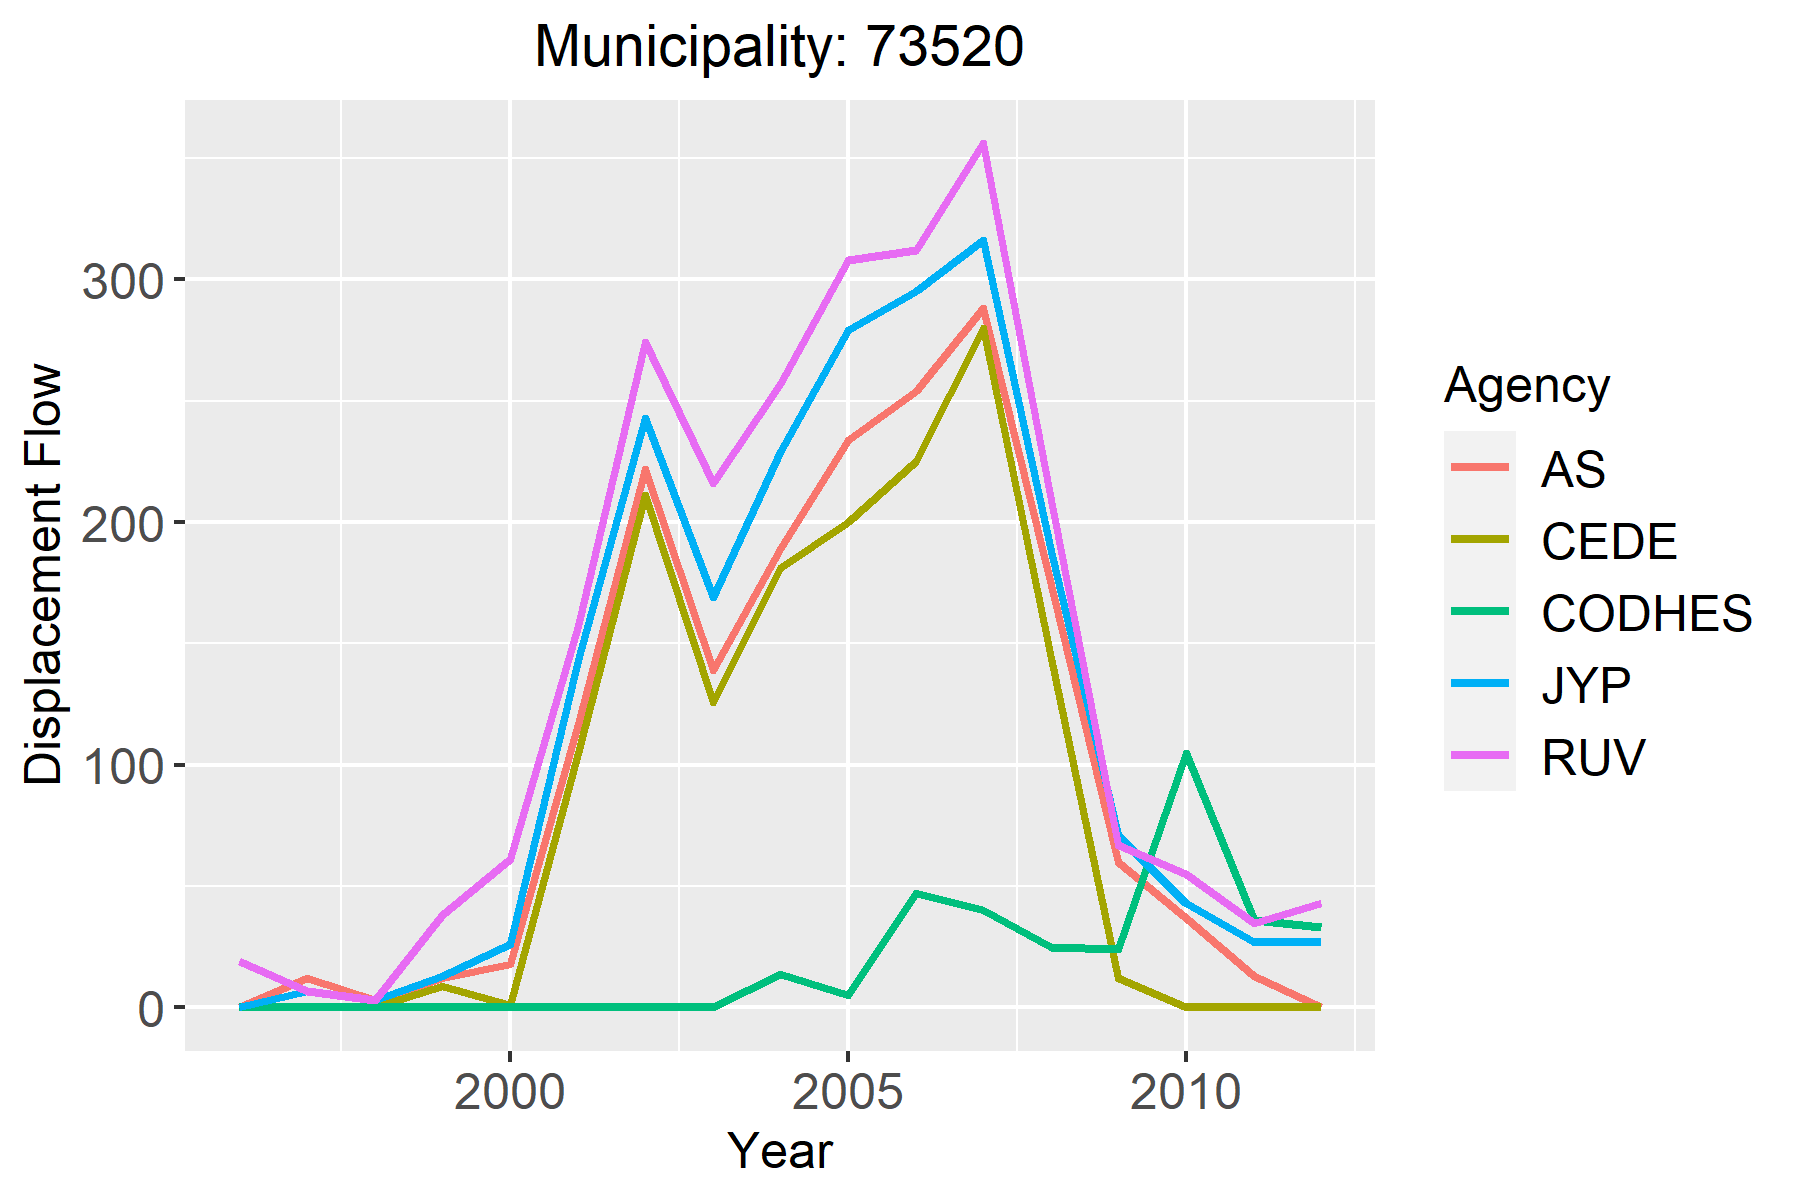 Municipality: 73520
Displacement Flow
300
200
100
0
2000 2005 2010
Year
Agency
AS
CEDE
CODHES
JYP
RUV